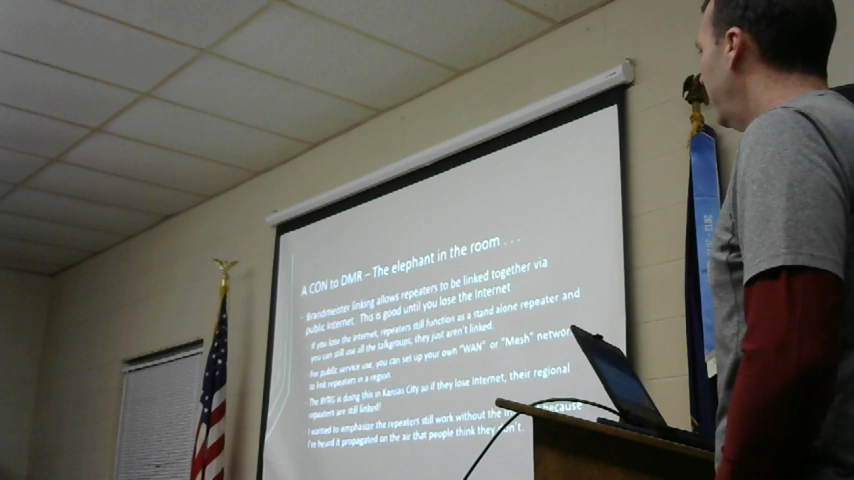 A CON to DMR – The elephant in the room . . .
Brandmeister linking allows repeaters to be linked together via
public internet. This is good until you lose the Internet
If you lose the internet, repeaters still function as a stand alone repeater and
you can still use all the talkgroups, they just aren't linked.
For public service use, you can set up your own "WAN" or "Mesh" network
to link repeaters in a region.
The is doing this in Kansas City so if they lose Internet, their regional
repeaters are still linked!
I wanted to emphasize the repeaters still work without the because
I've heard it propagated on the air that people think they